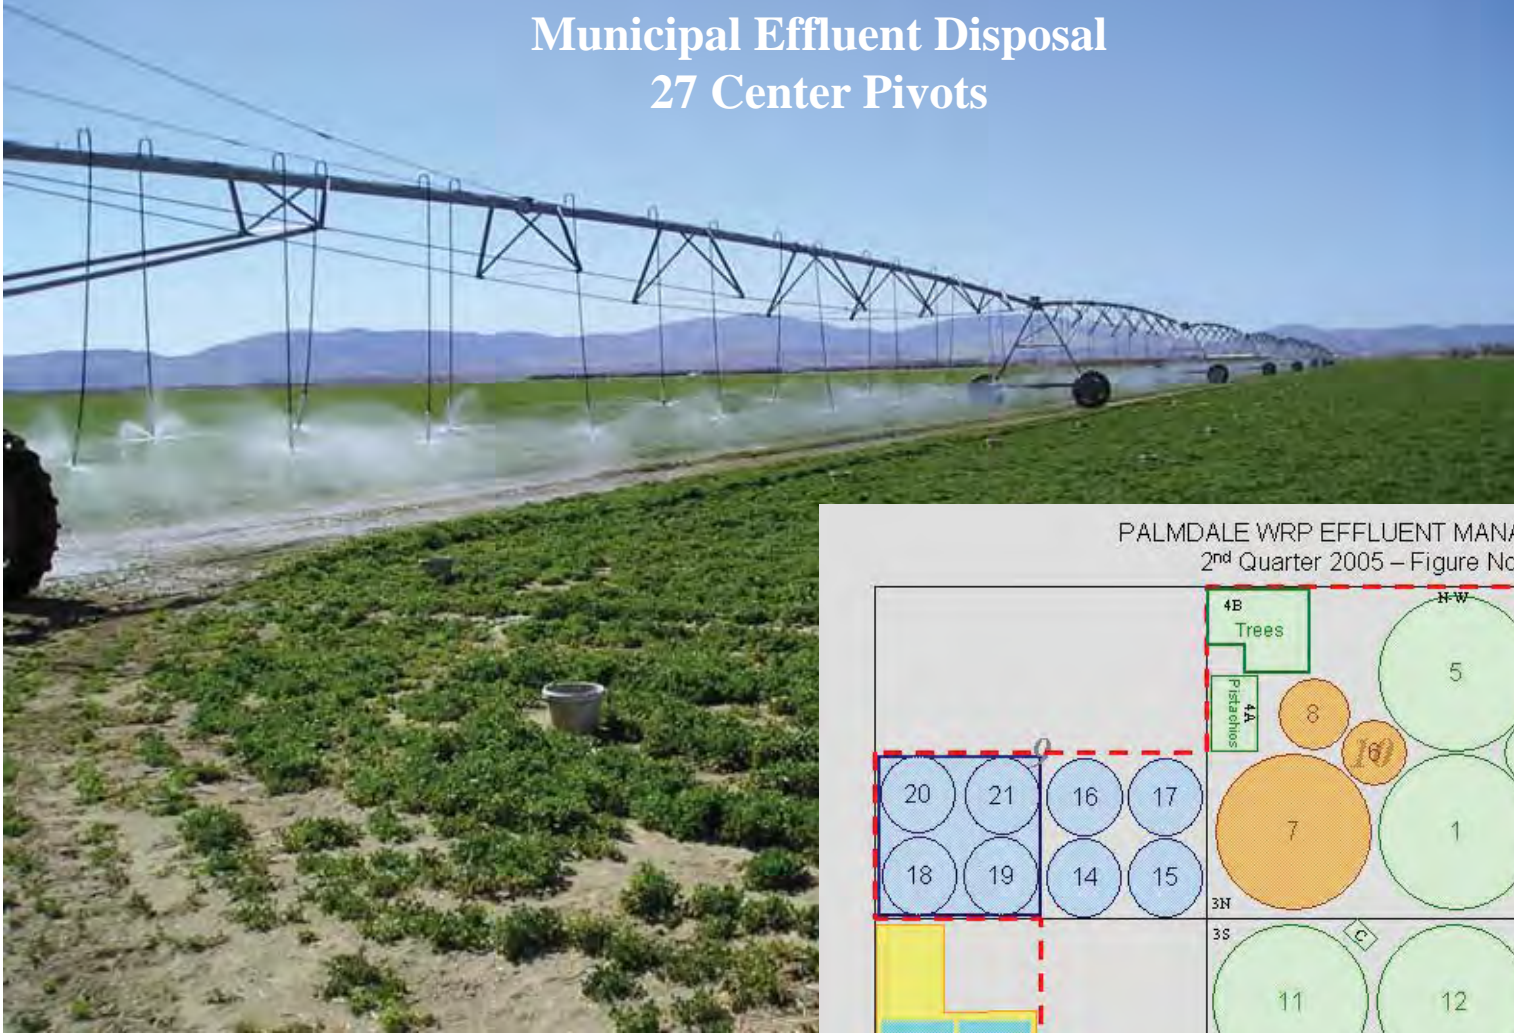 Municipal Effluent Disposal
27 Center Pivots
PALMDALE WRP EFFLUENT MANA
2nd Quarter 2005 – Figure No
4B
Trees
N-W
5
Pistachios
4A
8
9
20
21
16
17
7
1
18
19
14
15
3N
3S
C
11
12